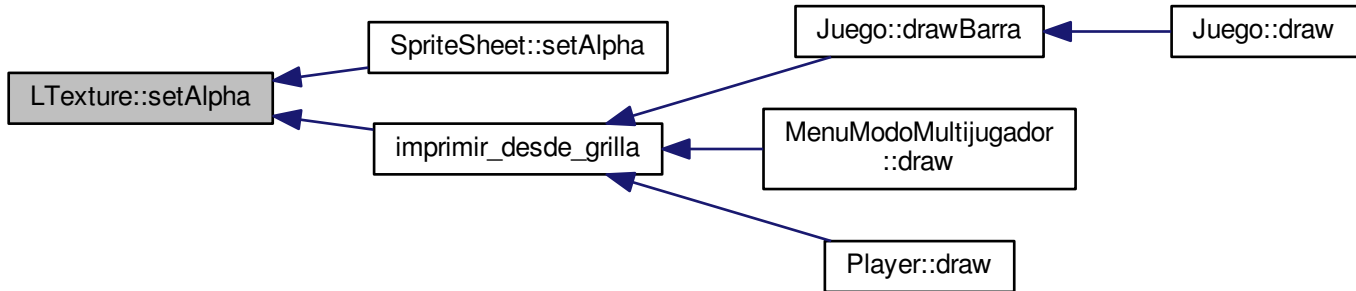 LTexture::setAlpha
SpriteSheet::setAlpha
imprimir_desde_grilla
Juego::drawBarra
Juego::draw
MenuModoMultijugador
::draw
Player::draw